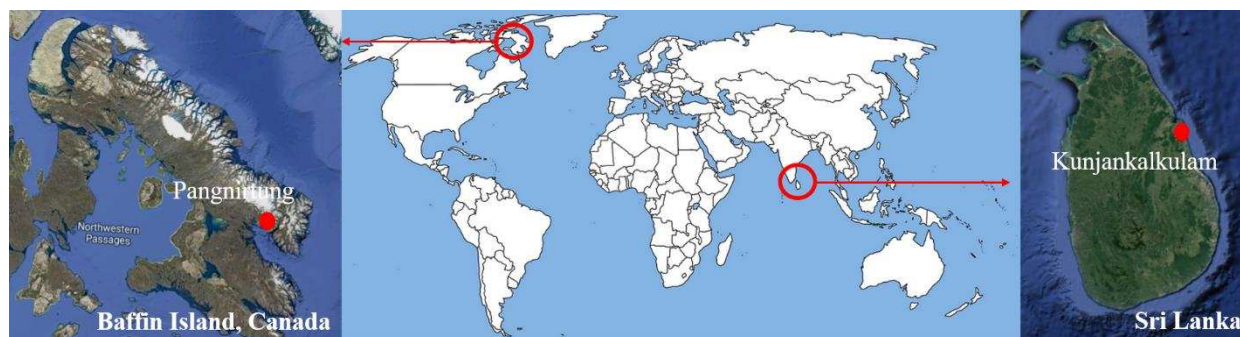 Pangnirtung
Northwestern
Passages
Baffin Island, Canada
Kunjankalkulam
Sri Lanka